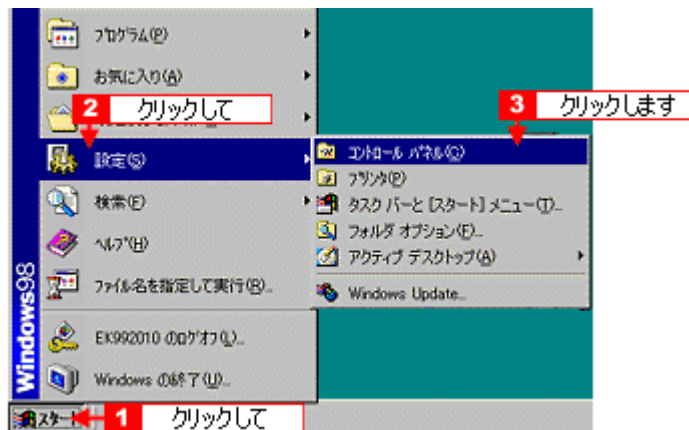 プログラム(P)
お気に入り(A)
2 クリックして
設定(S)
検索(F)
ヘルプ(H)
ファイル名を指定して実行(R)...
EK992010 のログオフ(L)...
Windows の終了(U)...
Windows98
スタート
1 クリックして
3 クリックします
コントロール パネル(C)
プリンタ(P)
タスク バーと [スタート] メニュー(T)...
フォルダ オプション(F)...
アクティブ デスクトップ(A)
Windows Update...